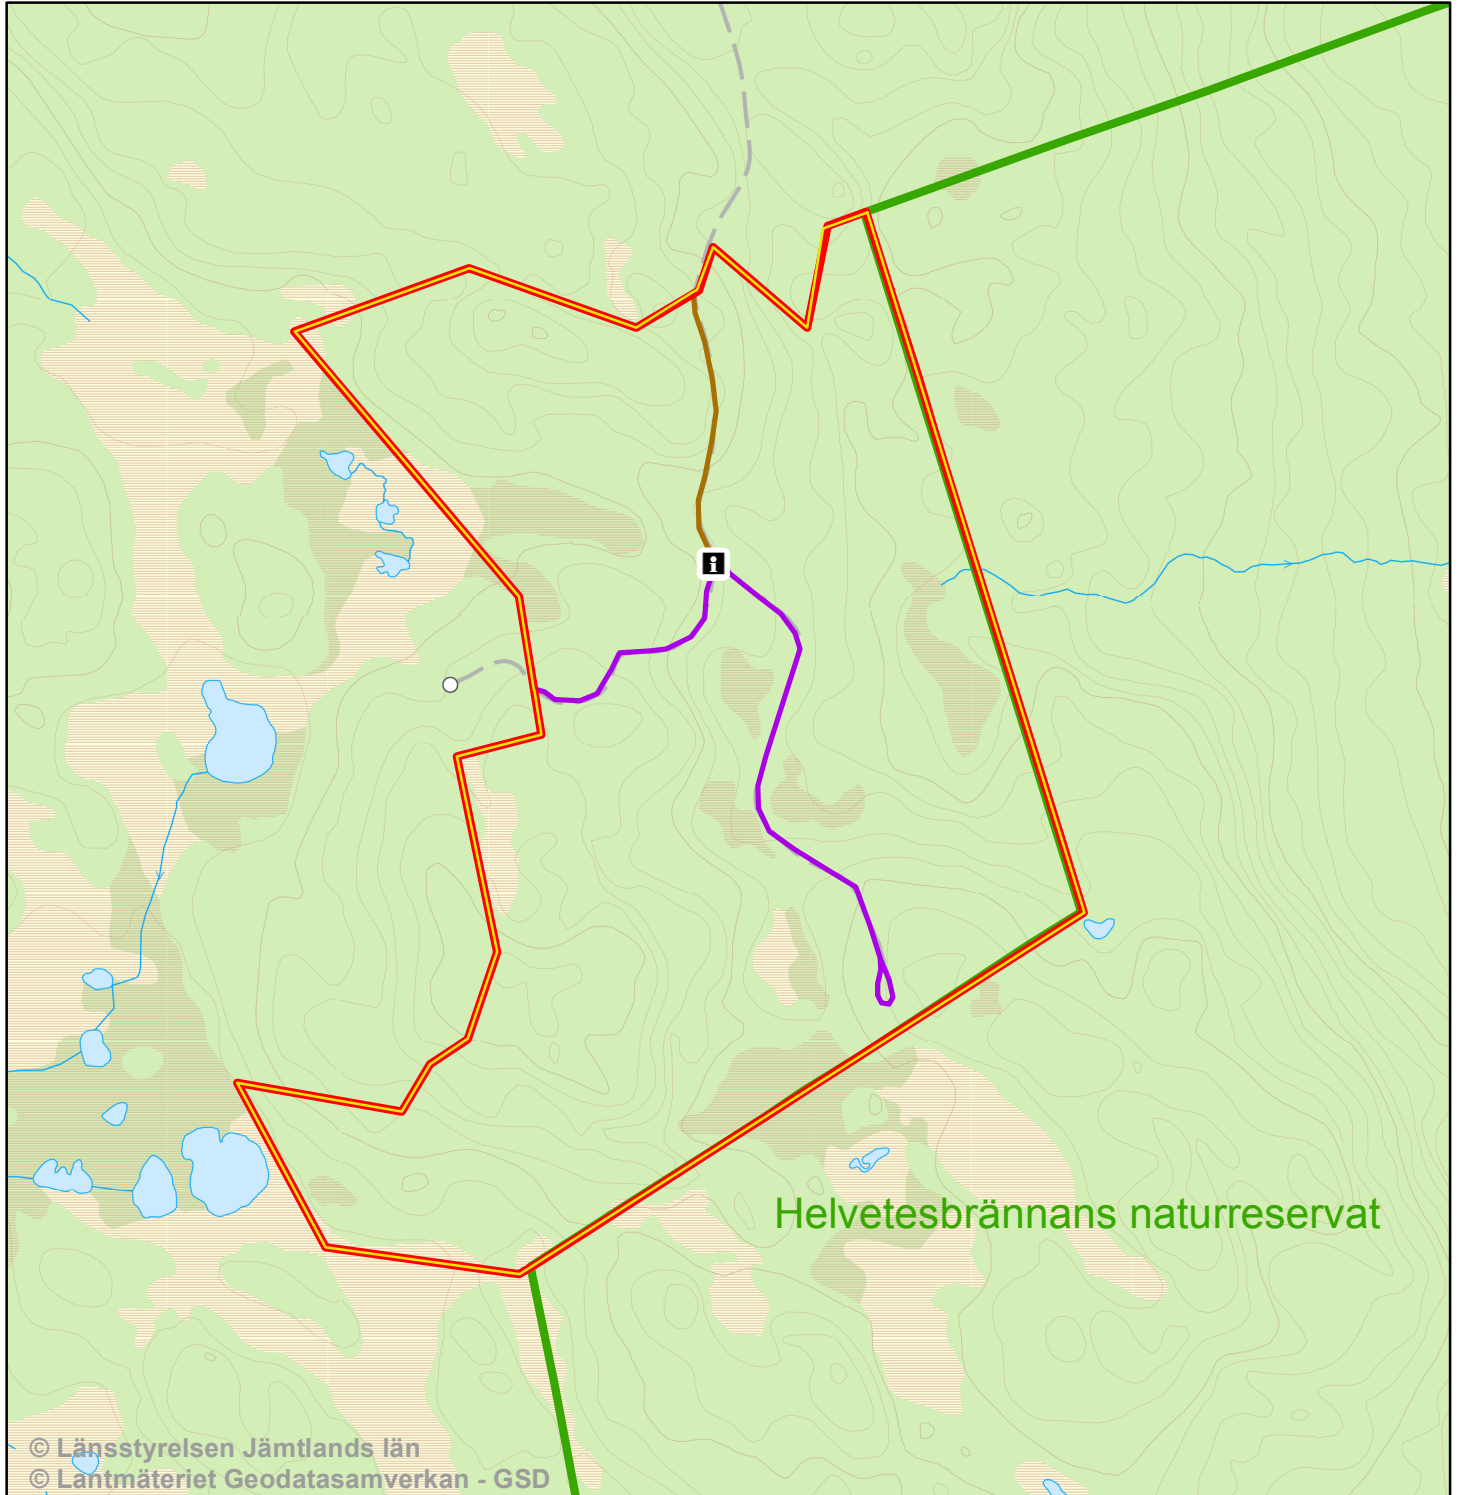 i
Helvetesbrännans naturreservat
© Länsstyrelsen Jämtlands län
© Lantmäteriet Geodatasamverkan - GSD